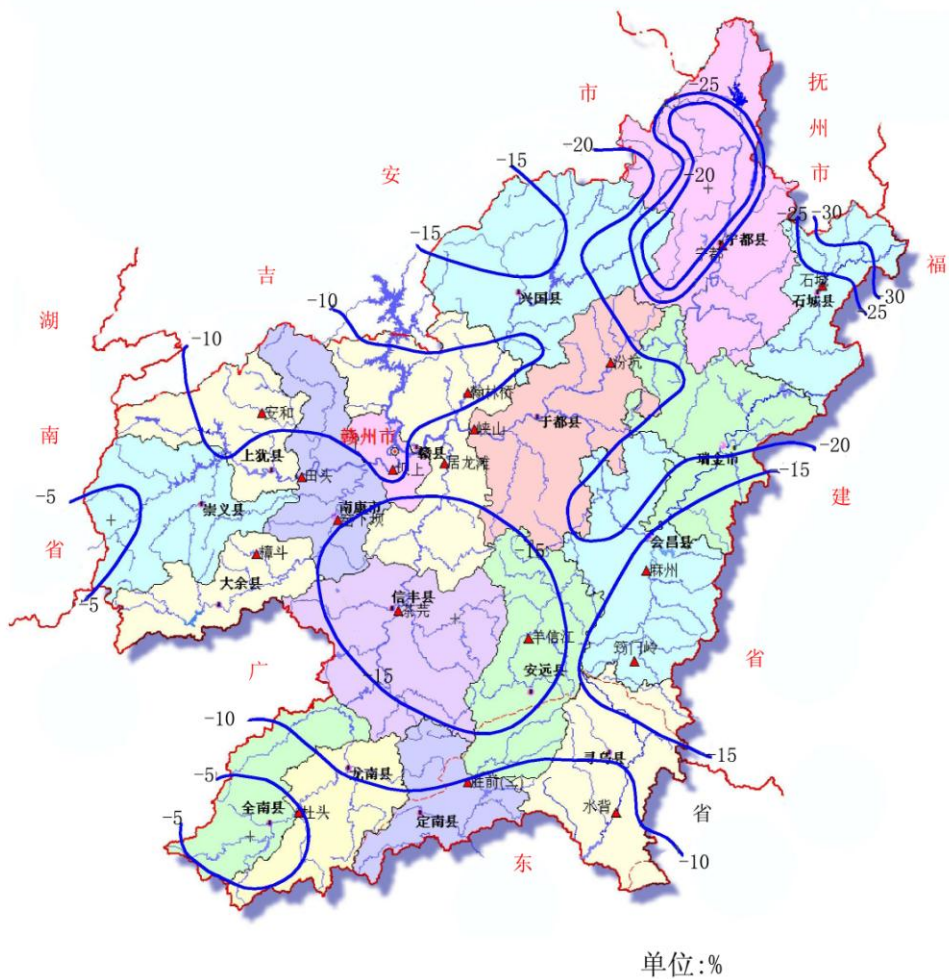 -25
抚
州
市
市
-20
-15
安
-20
-25
-30
-15
宁都县
宁都
福
吉
石城
石城县
-30
-25
-10
兴国县
湖
-10
汾坑
翰林桥
安和
于都县
南
峡山
赣州市
赣县
-20
上犹县
居龙滩
瑞金市
坝上
-15
田头
-5
崇义县
南康市
建
窑下坝
省
会昌县
-15
樟斗
麻州
大余县
-5
信丰县
茶芫
羊信江
筠门岭
省
广
安远县
-15
-10
-15
寻乌县
龙南县
-5
胜前(二)
全南县
杜头
水背
省
-5
定南县
东
-10
单位:%